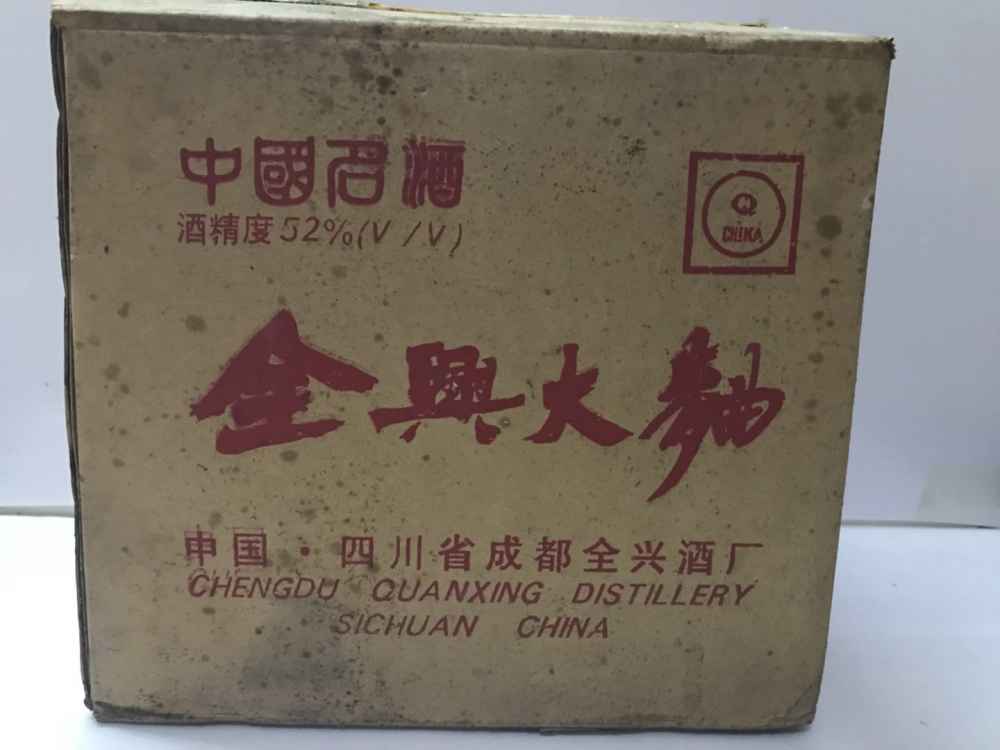 中國名酒
酒精度52%(V/V)
Q
CHINA
全興大麯
中国·四川省成都全兴酒厂
CHENGDU QUANXING DISTILLERY
SICHUAN CHINA